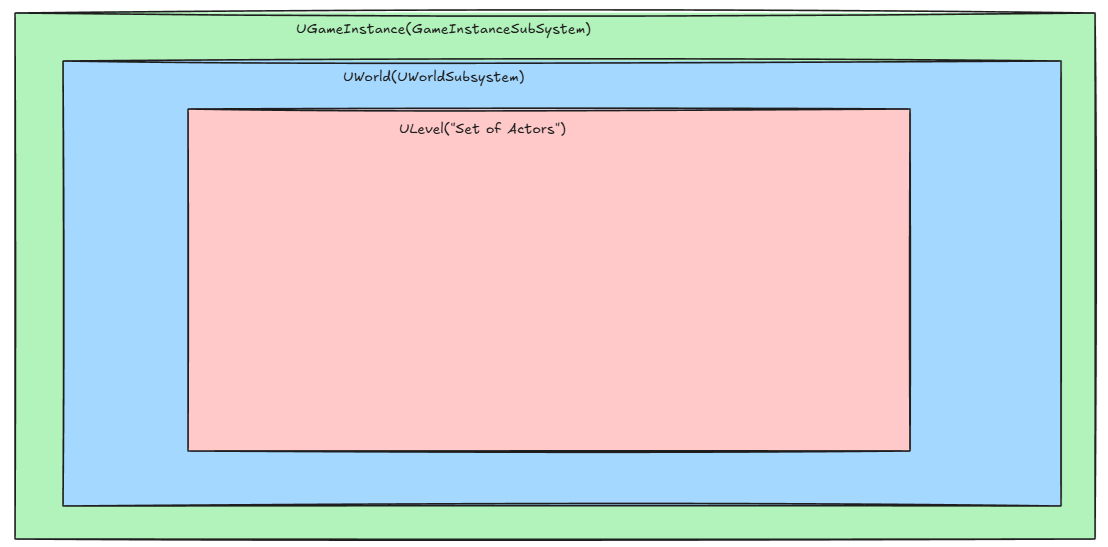 UGameInstance(GameInstanceSubSystem)
UWorld(UWorldSubsystem)
ULevel("Set of Actors")